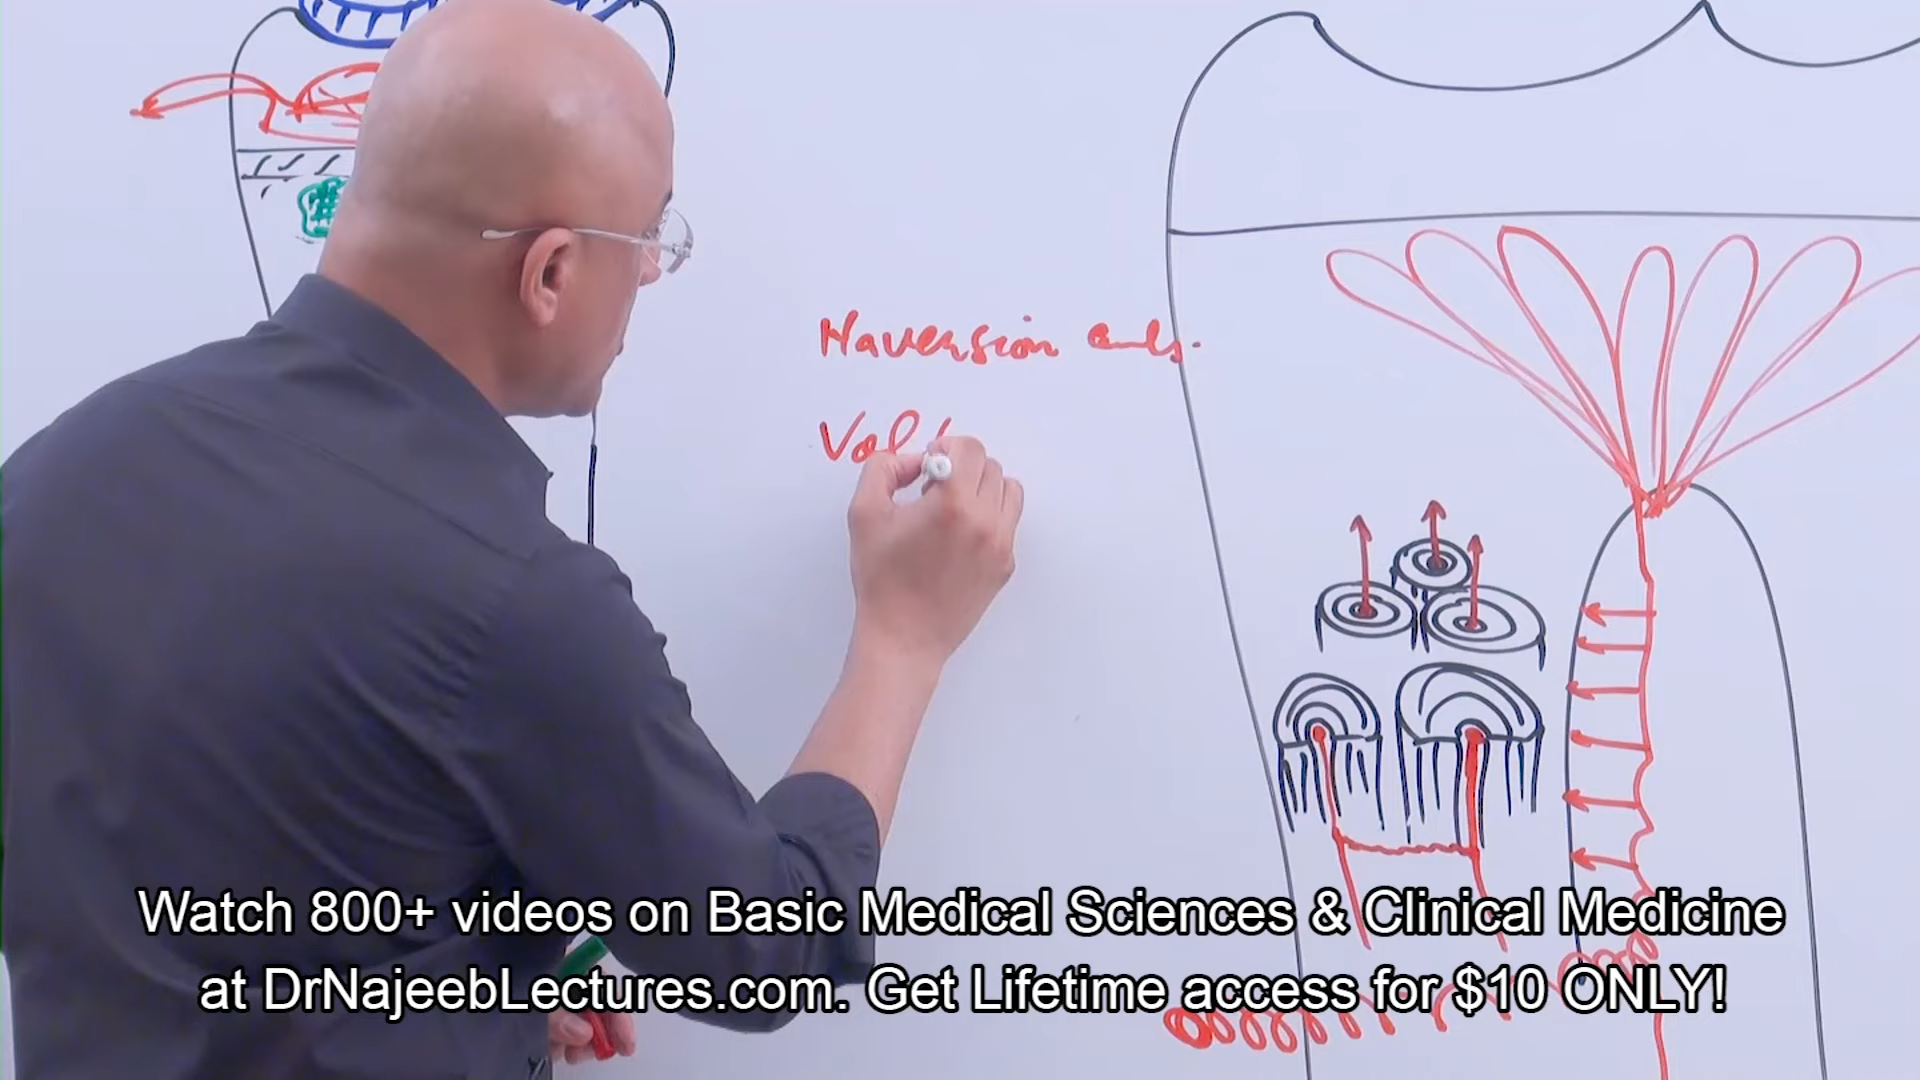 Haversion
Vol
Watch 800+ videos on Basic Medical Sciences & Clinical Medicine
at DrNajeebLectures.com. Get Lifetime access for $10 ONLY!